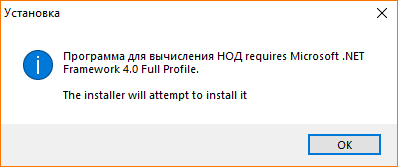 Установка
Программа для вычисления НОД requires Microsoft .NET
Framework 4.0 Full Profile.
The installer will attempt to install it
OK